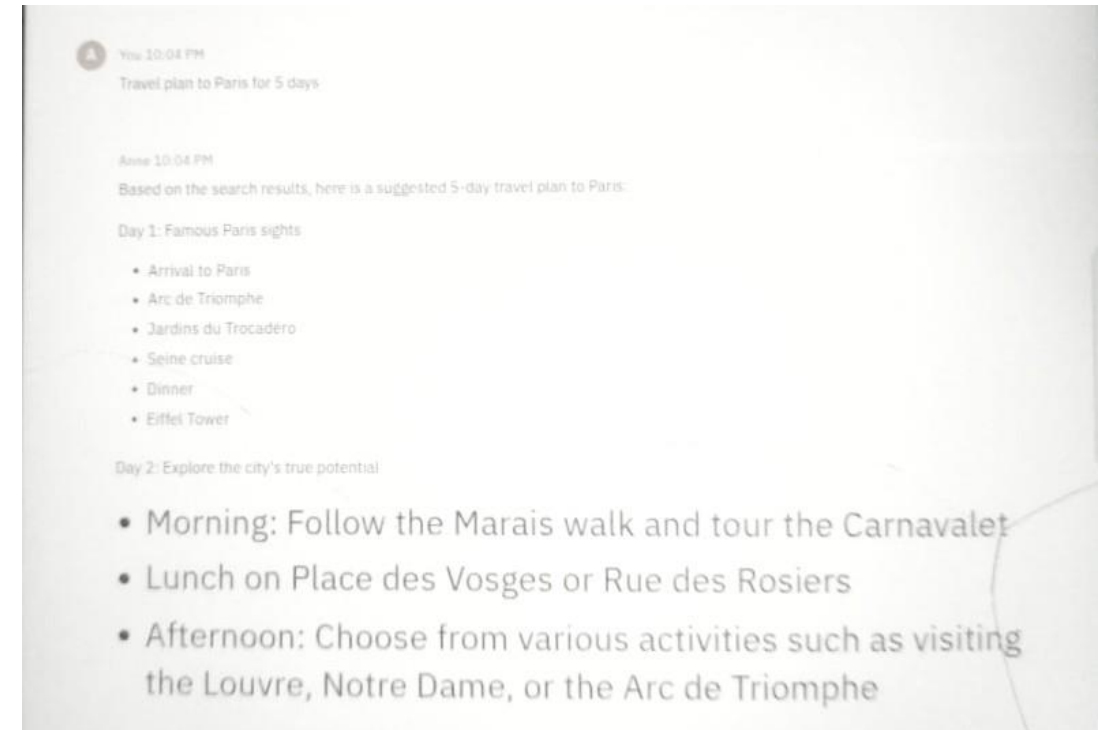 A
You 10:04 PM
Travel plan to Paris for 5 days
Anne 10:04 PM
Based on the search results, here is a suggested 5-day travel plan to Paris:
Day 1: Famous Paris sights
• Arrival to Paris
• Arc de Triomphe
• Jardins du Trocadéro
• Seine cruise
• Dinner
• Eiffel Tower
Day 2: Explore the city's true potential
• Morning: Follow the Marais walk and tour the Carnavalet
• Lunch on Place des Vosges or Rue des Rosiers
• Afternoon: Choose from various activities such as visiting
the Louvre, Notre Dame, or the Arc de Triomphe